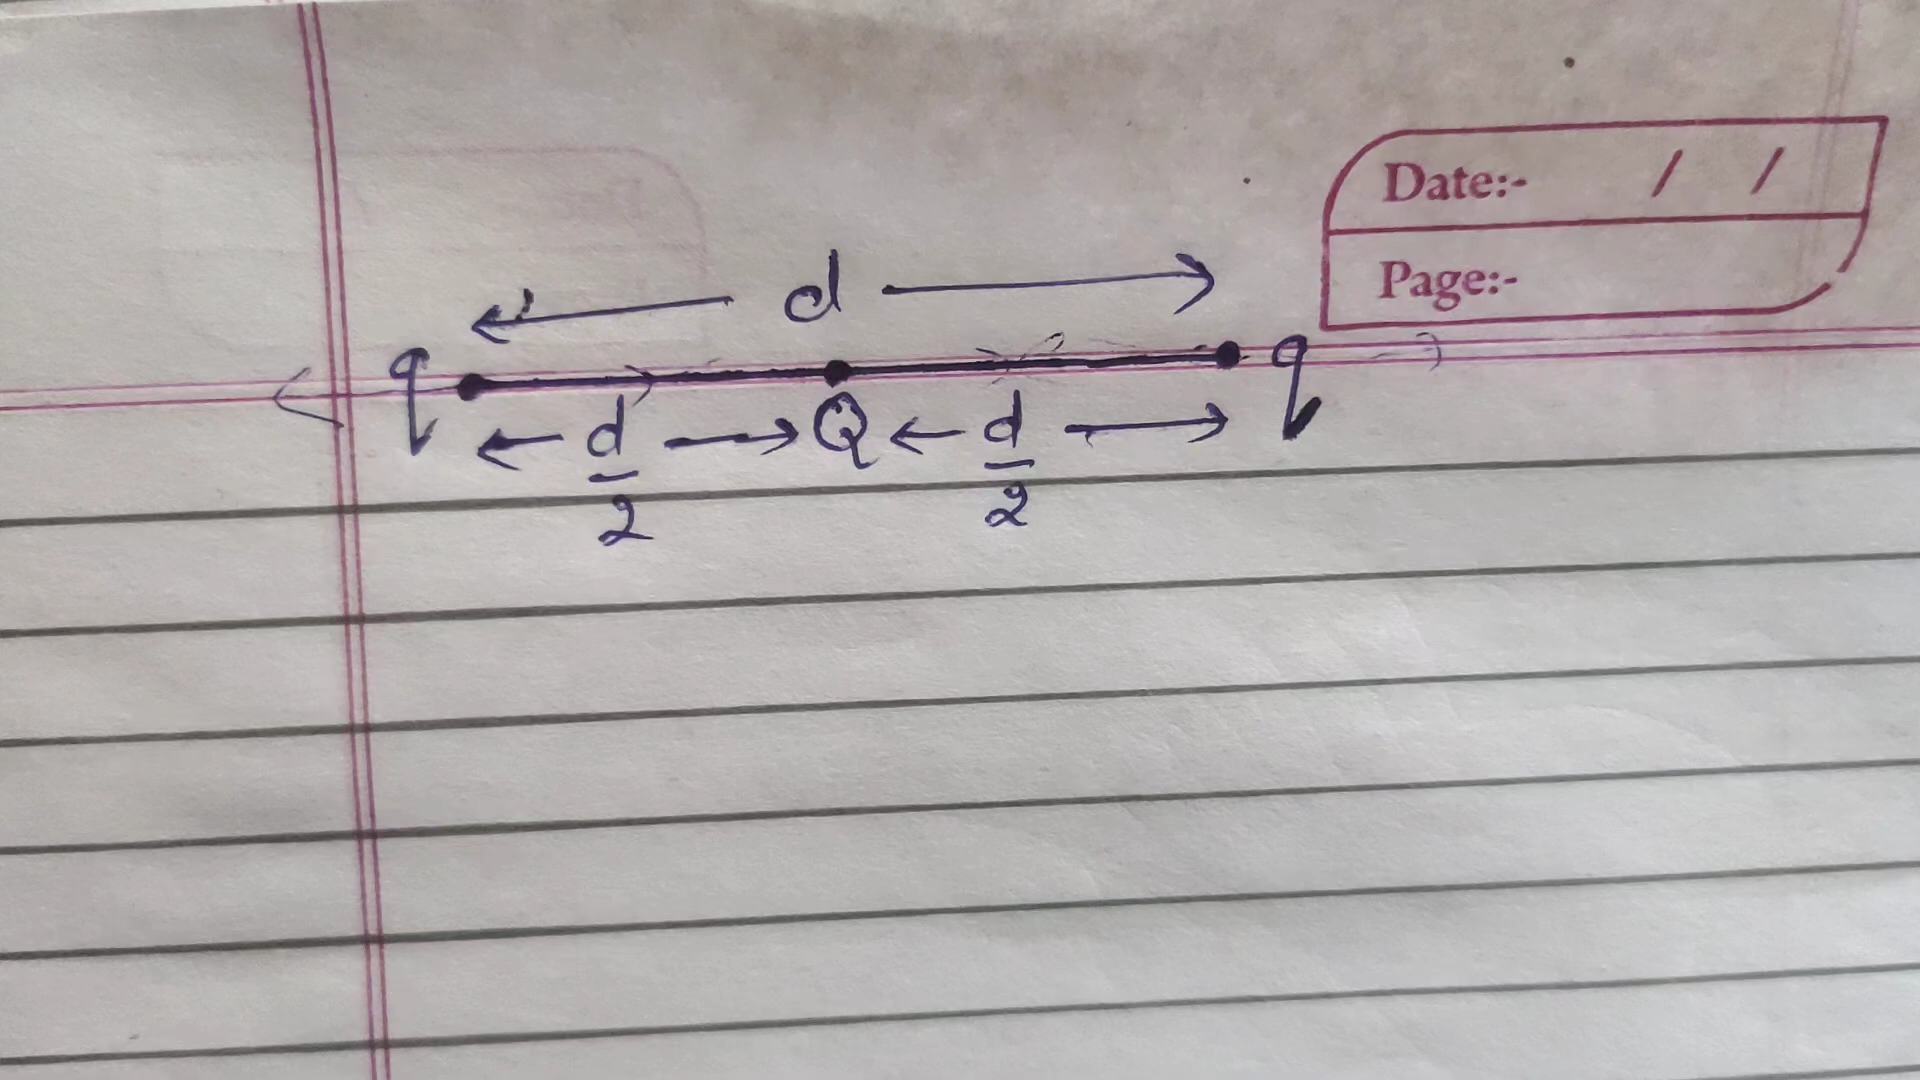 Date:- / /
Page:-
d
q q
d/2 Q d/2